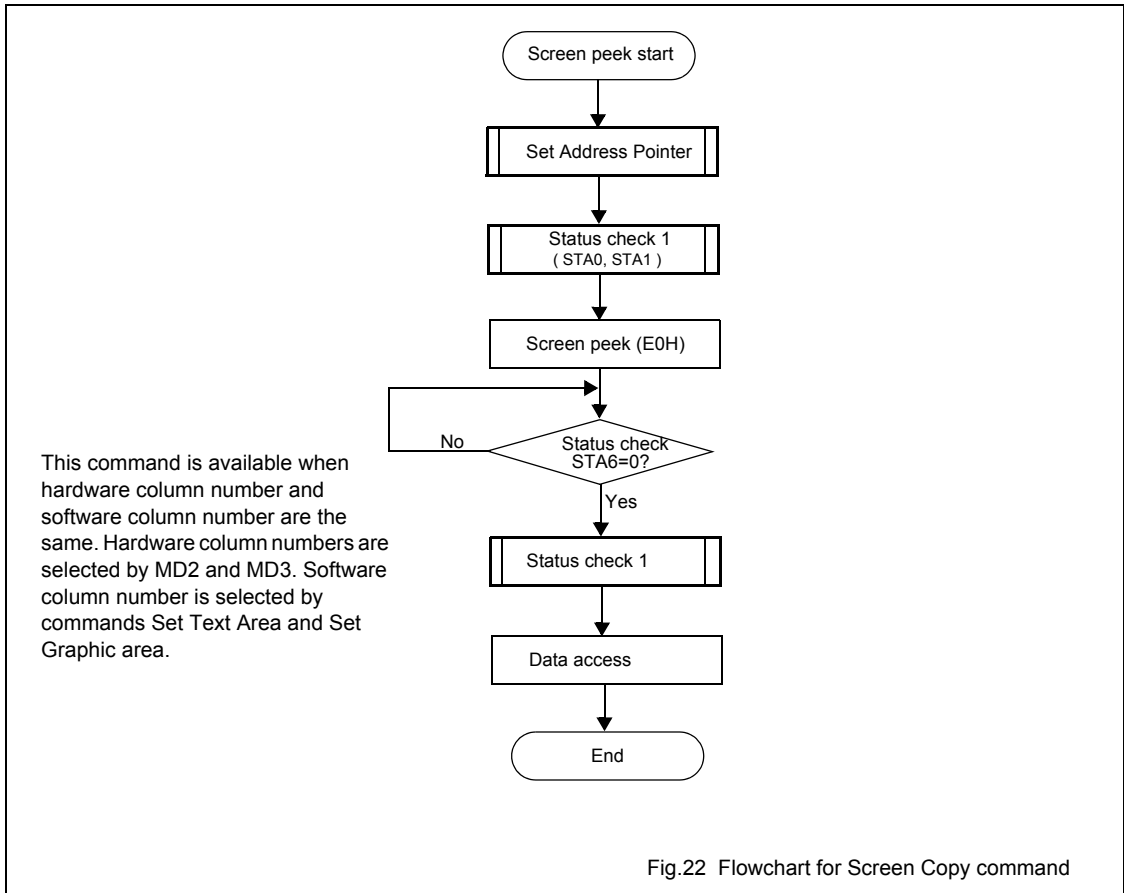 Screen peek start
Set Address Pointer
Status check 1
( STA0, STA1 )
Screen peek (E0H)
No
Status check
STA6=0?
Yes
Status check 1
Data access
End
This command is available when
hardware column number and
software column number are the
same. Hardware column numbers are
selected by MD2 and MD3. Software
column number is selected by
commands Set Text Area and Set
Graphic area.
Fig.22 Flowchart for Screen Copy command